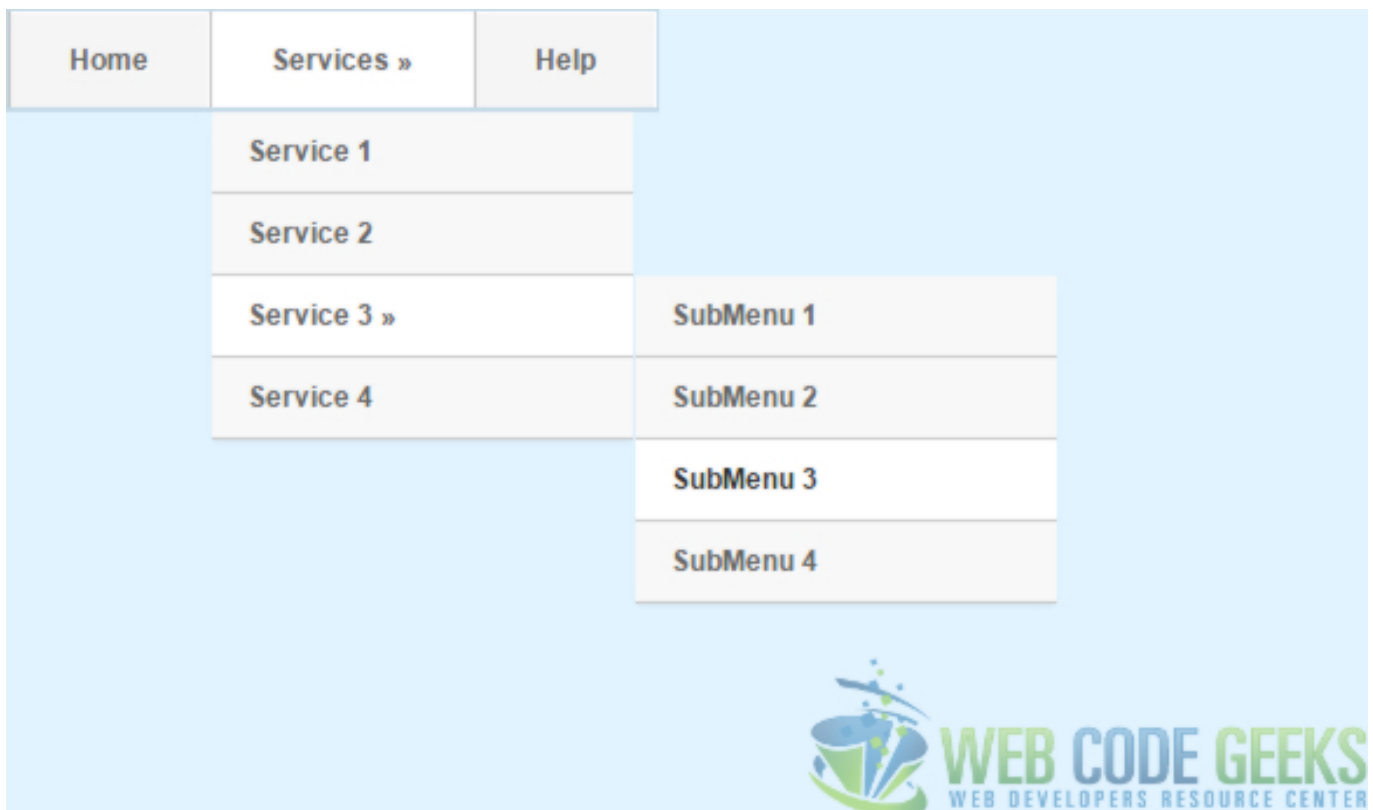 Home Services » Help
Service 1
Service 2
Service 3 » SubMenu 1
Service 4 SubMenu 2
SubMenu 3
SubMenu 4
WEB CODE GEEKS
WEB DEVELOPERS RESOURCE CENTER